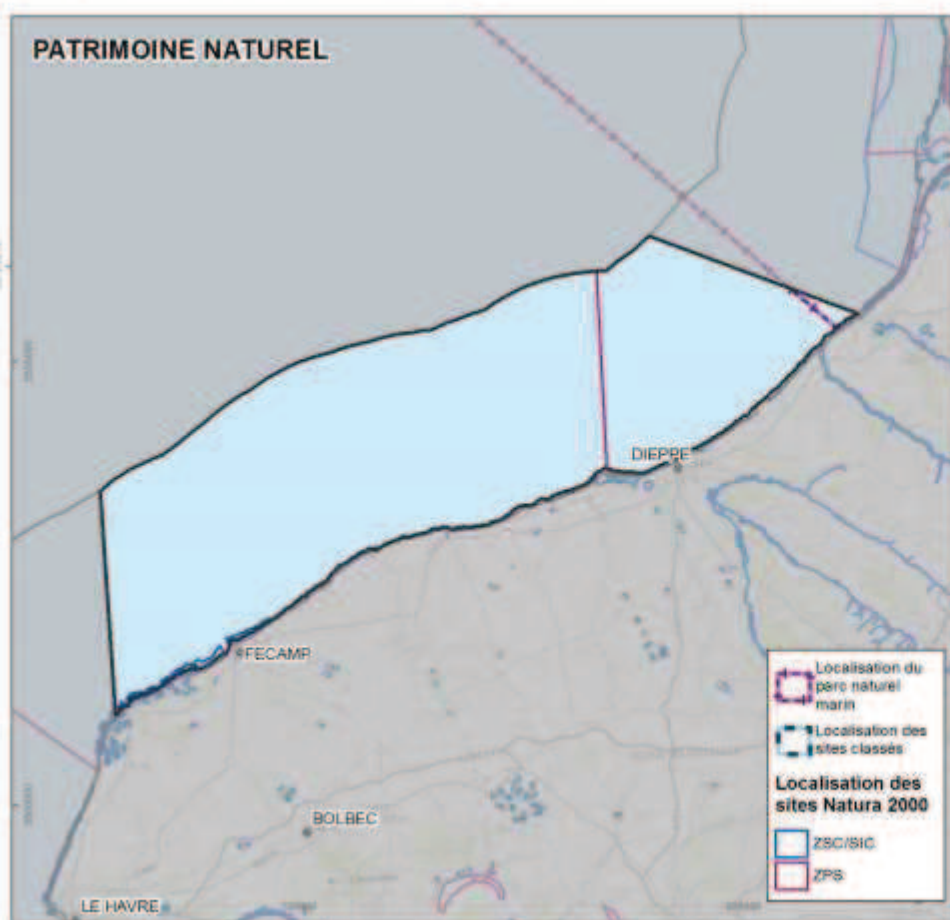 PATRIMOINE NATUREL
DIEPPE
FECAMP
BOLBEC
LE HAVRE
Localisation du
parc naturel
marin
Localisation des
sites classés
Localisation des
sites Natura 2000
ZSC/SIC
ZPS